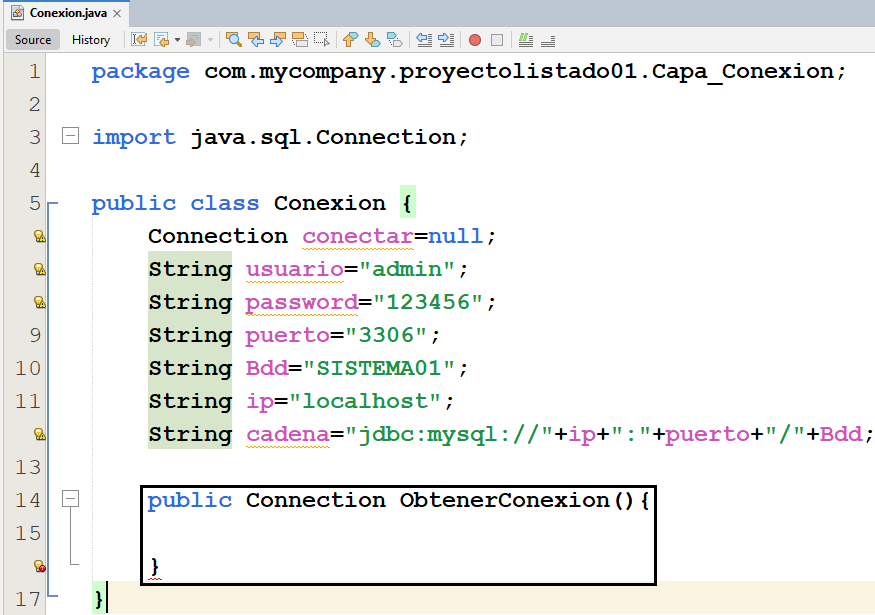 Conexion.java
Source History
1 package com.mycompany.proyectolistado01.Capa_Conexion;
2
3 import java.sql.Connection;
4
5 public class Conexion {
Connection conectar=null;
String usuario="admin";
String password="123456";
9 String puerto="3306";
10 String Bdd="SISTEMA01";
11 String ip="localhost";
String cadena="jdbc:mysql://"+ip+":"+puerto+"/"+Bdd;
13
14 public Connection ObtenerConexion(){
15
}
17 }